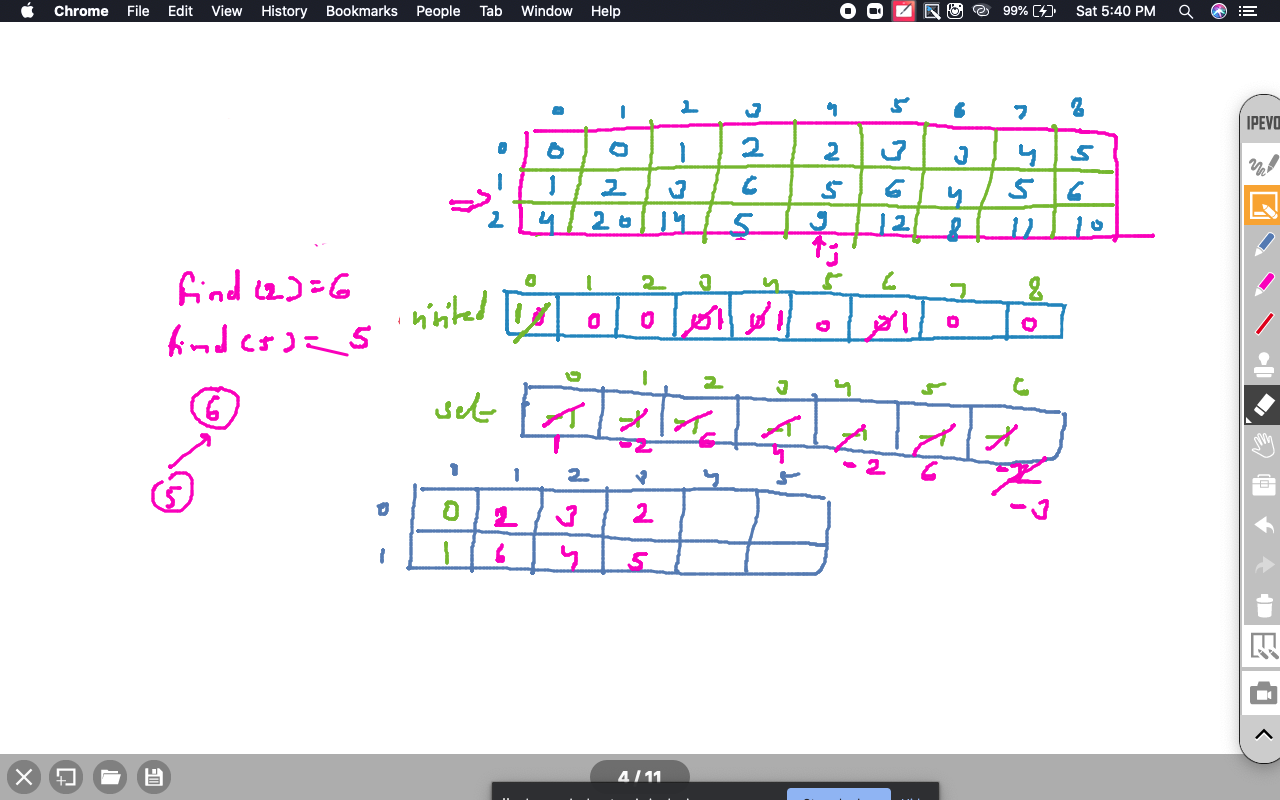 Chrome File Edit View History Bookmarks People Tab Window Help 99% Sat 5:40 PM
IPEVO
0 1 2 3 4 5 6 7 8
0 0 0 1 2 2 3 3 4 5
1 1 2 3 6 5 6 4 5 6
⇒ 2 4 20 14 5 9 12 8 11 10
↑ j
find (2) = 6
find (5) = 5
6
5
0 1 2 3 4 5 6 7 8
visited 1 0 0 0 0 1 0 1 0 0 1 0 0
0 1 2 3 4 5 6
set -1 -1 -1 -1 -1 -1 -1
1 -2 6 4 -2 6 -2
-3
0 1 2 3 4 5
0 0 2 3 2
1 1 6 4 5
4 / 11